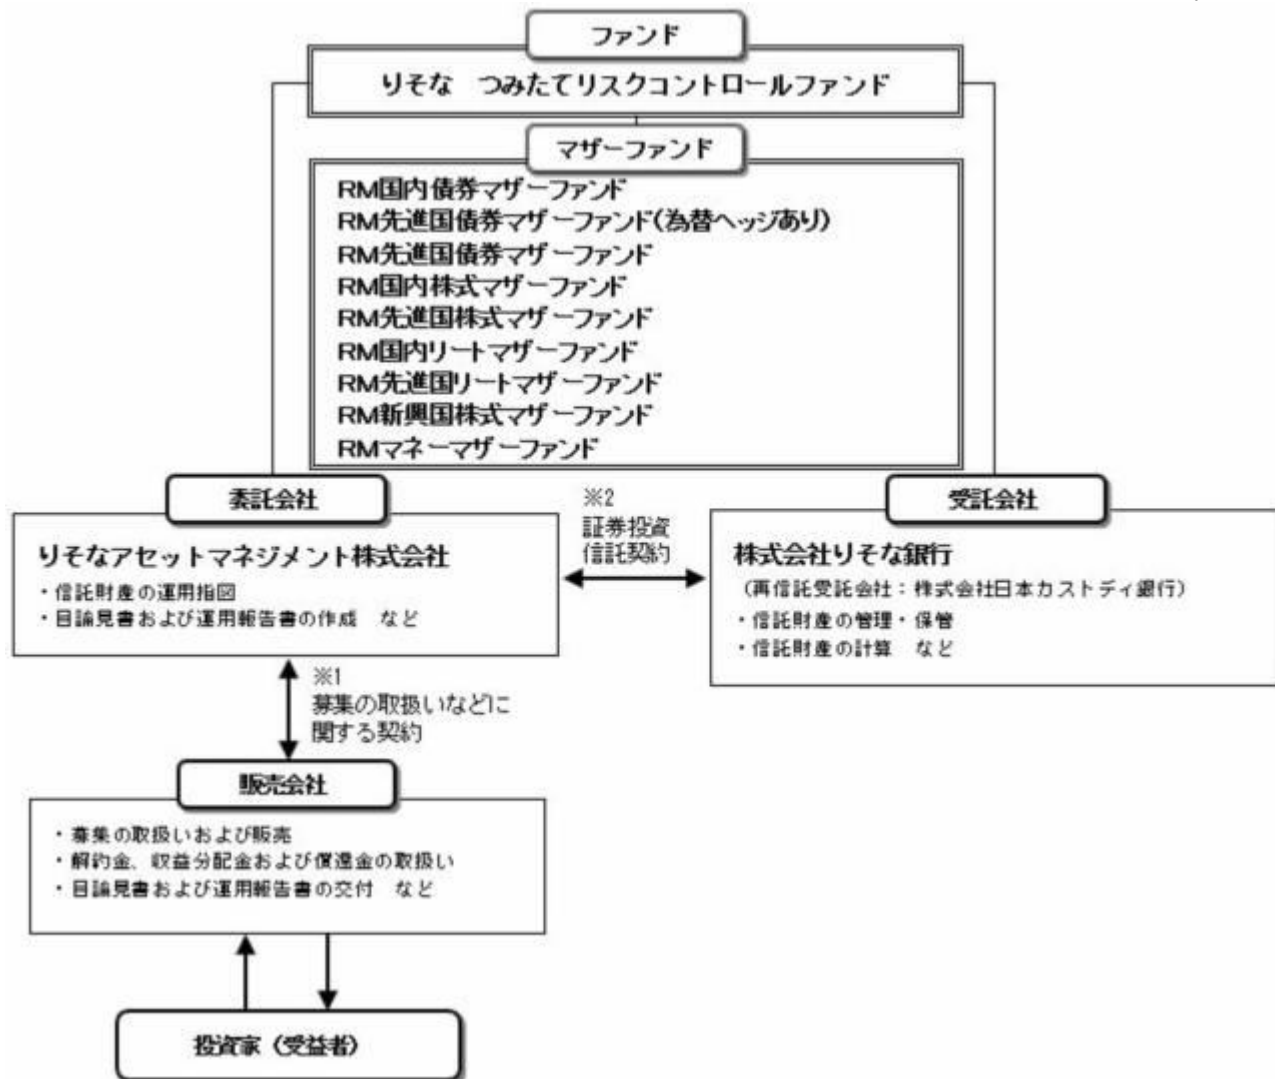 ファンド
りそな つみたてリスクコントロールファンド
マザーファンド
RM国内債券マザーファンド
RM先進国債券マザーファンド(為替ヘッジあり)
RM先進国債券マザーファンド
RM国内株式マザーファンド
RM先進国株式マザーファンド
RM国内リートマザーファンド
RM先進国リートマザーファンド
RM新興国株式マザーファンド
RMマネーマザーファンド
委託会社
りそなアセットマネジメント株式会社
・信託財産の運用指図
・目論見書および運用報告書の作成 など
※2
証券投資
信託契約
受託会社
株式会社りそな銀行
(再信託受託会社:株式会社日本カストディ銀行)
・信託財産の管理・保管
・信託財産の計算 など
※1
募集の取扱いなどに
関する契約
販売会社
・募集の取扱いおよび販売
・解約金、収益分配金および償還金の取扱い
・目論見書および運用報告書の交付 など
投資家(受益者)